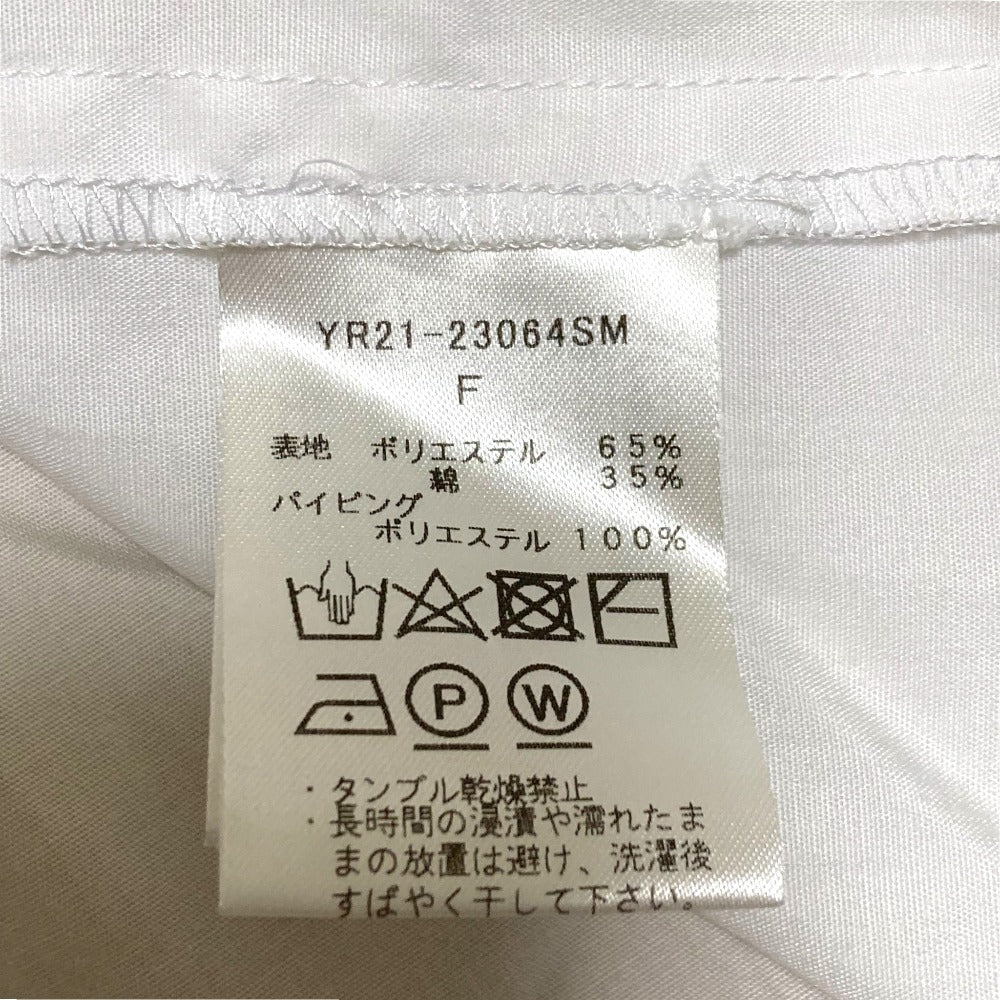 YR21-23064SM
F
表地 ポリエステル 65%
綿 35%
パイピング
ポリエステル 100%
P W
・タンブル乾燥禁止
・長時間の浸漬や濡れたま
まの放置は避け、洗濯後
すばやく干して下さい。